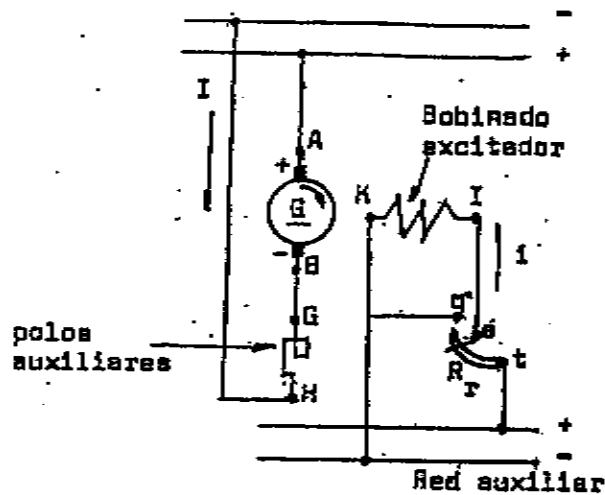 -
+
I
Bobinado
excitador
A
+
K
I
G
-
B
i
G
q
s
polos
auxiliares
t
R r
H
+
-
Red auxiliar